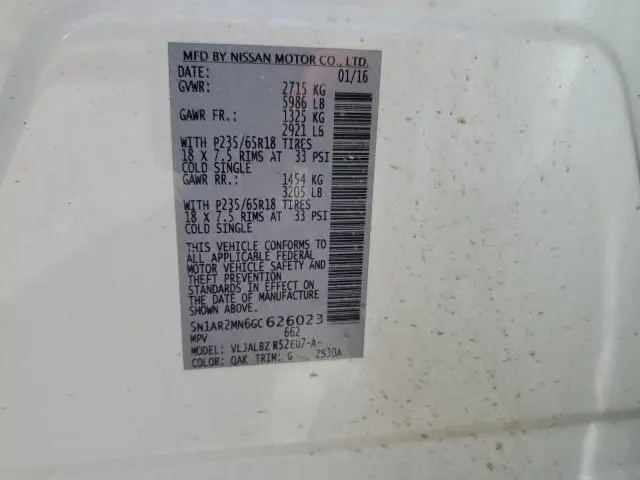 MFD BY NISSAN MOTOR CO., LTD.
DATE: 01/16
GVWR: 2715 KG
5986 LB
GAWR FR.: 1325 KG
2921 LB
WITH P235/65R18 TIRES
18 X 7.5 RIMS AT 33 PSI
COLD SINGLE
GAWR RR.: 1454 KG
3205 LB
WITH P235/65R18 TIRES
18 X 7.5 RIMS AT 33 PSI
COLD SINGLE
THIS VEHICLE CONFORMS TO
ALL APPLICABLE FEDERAL
MOTOR VEHICLE SAFETY AND
THEFT PREVENTION
STANDARDS IN EFFECT ON
THE DATE OF MANUFACTURE
SHOWN ABOVE.
5N1AR2MN6GC626023
MPV 662
MODEL: VLJALBZ R52EU7-A-
COLOR: QAK TRIM: G 2S30A